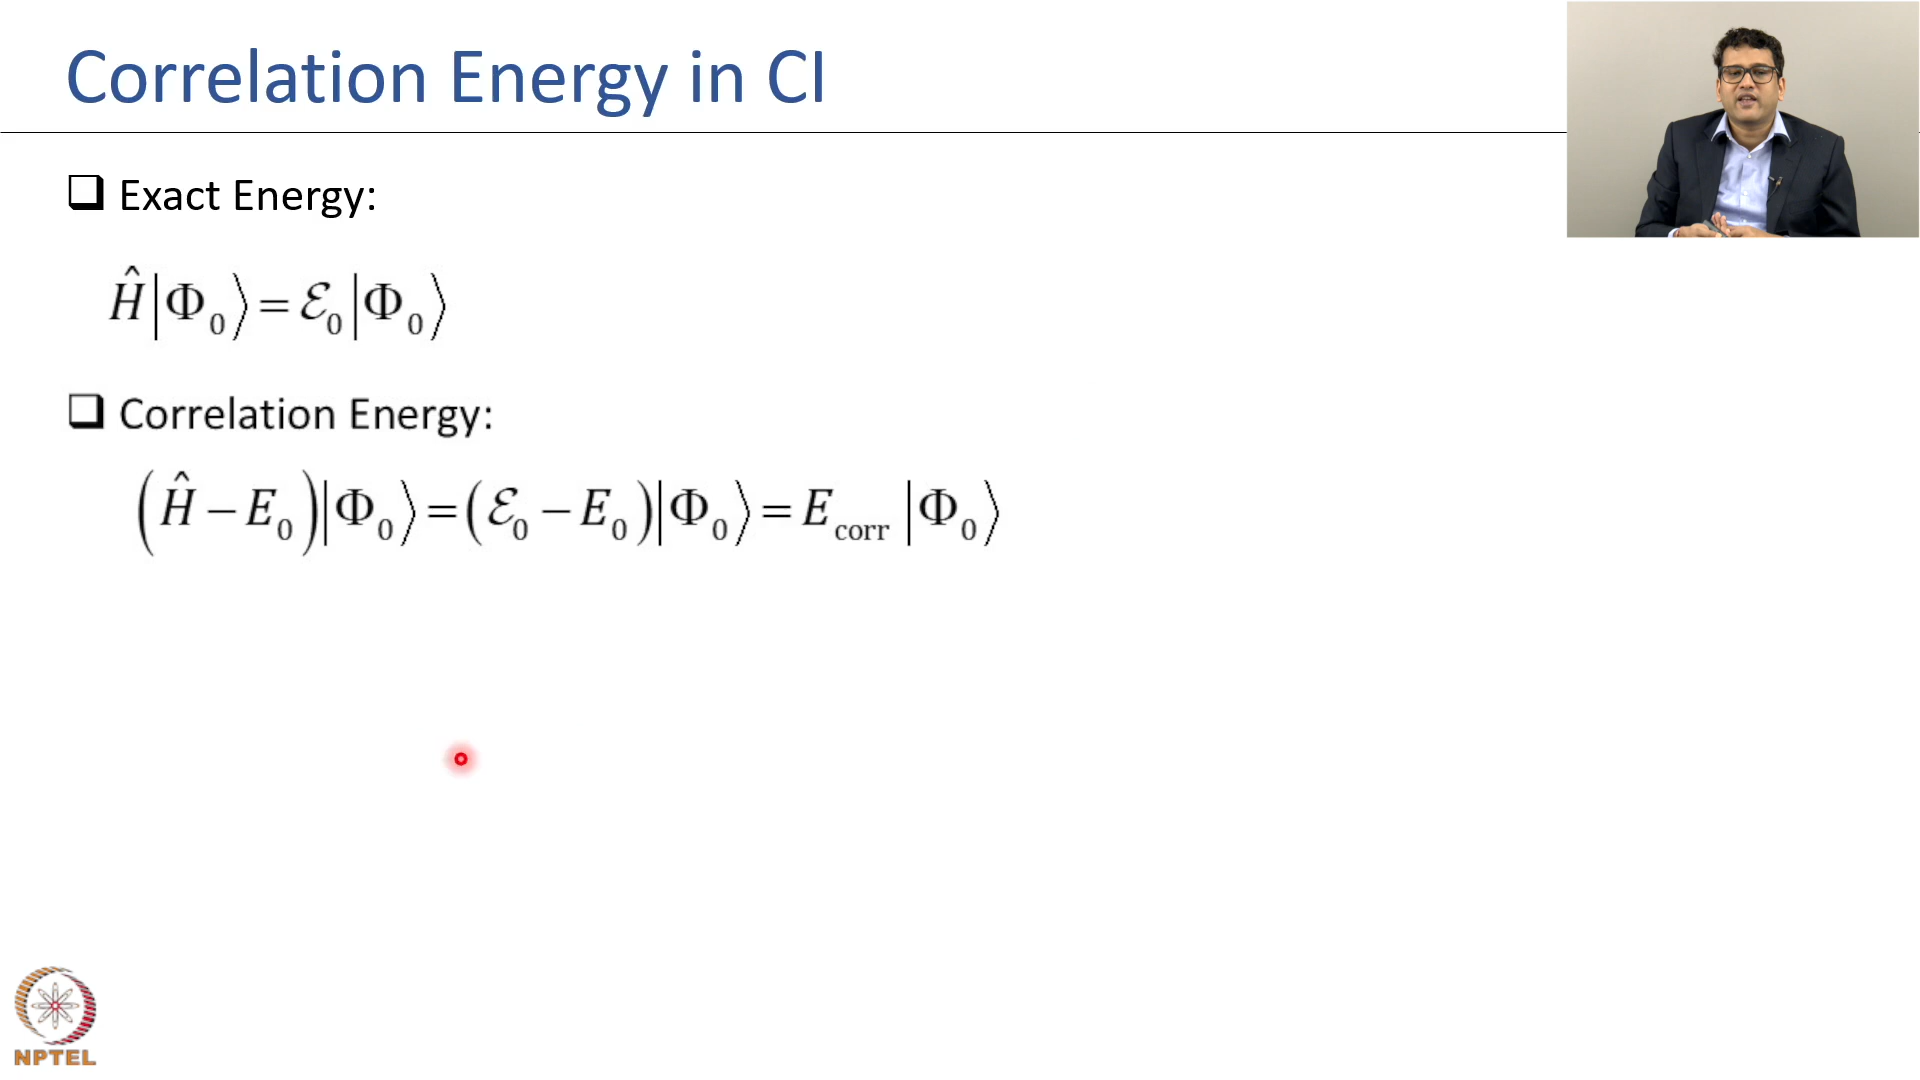 Correlation Energy in CI
❑ Exact Energy:
Ĥ|Φ₀⟩ = ℰ₀|Φ₀⟩
❑ Correlation Energy:
(Ĥ − E₀)|Φ₀⟩ = (ℰ₀ − E₀)|Φ₀⟩ = E_corr |Φ₀⟩
NPTEL